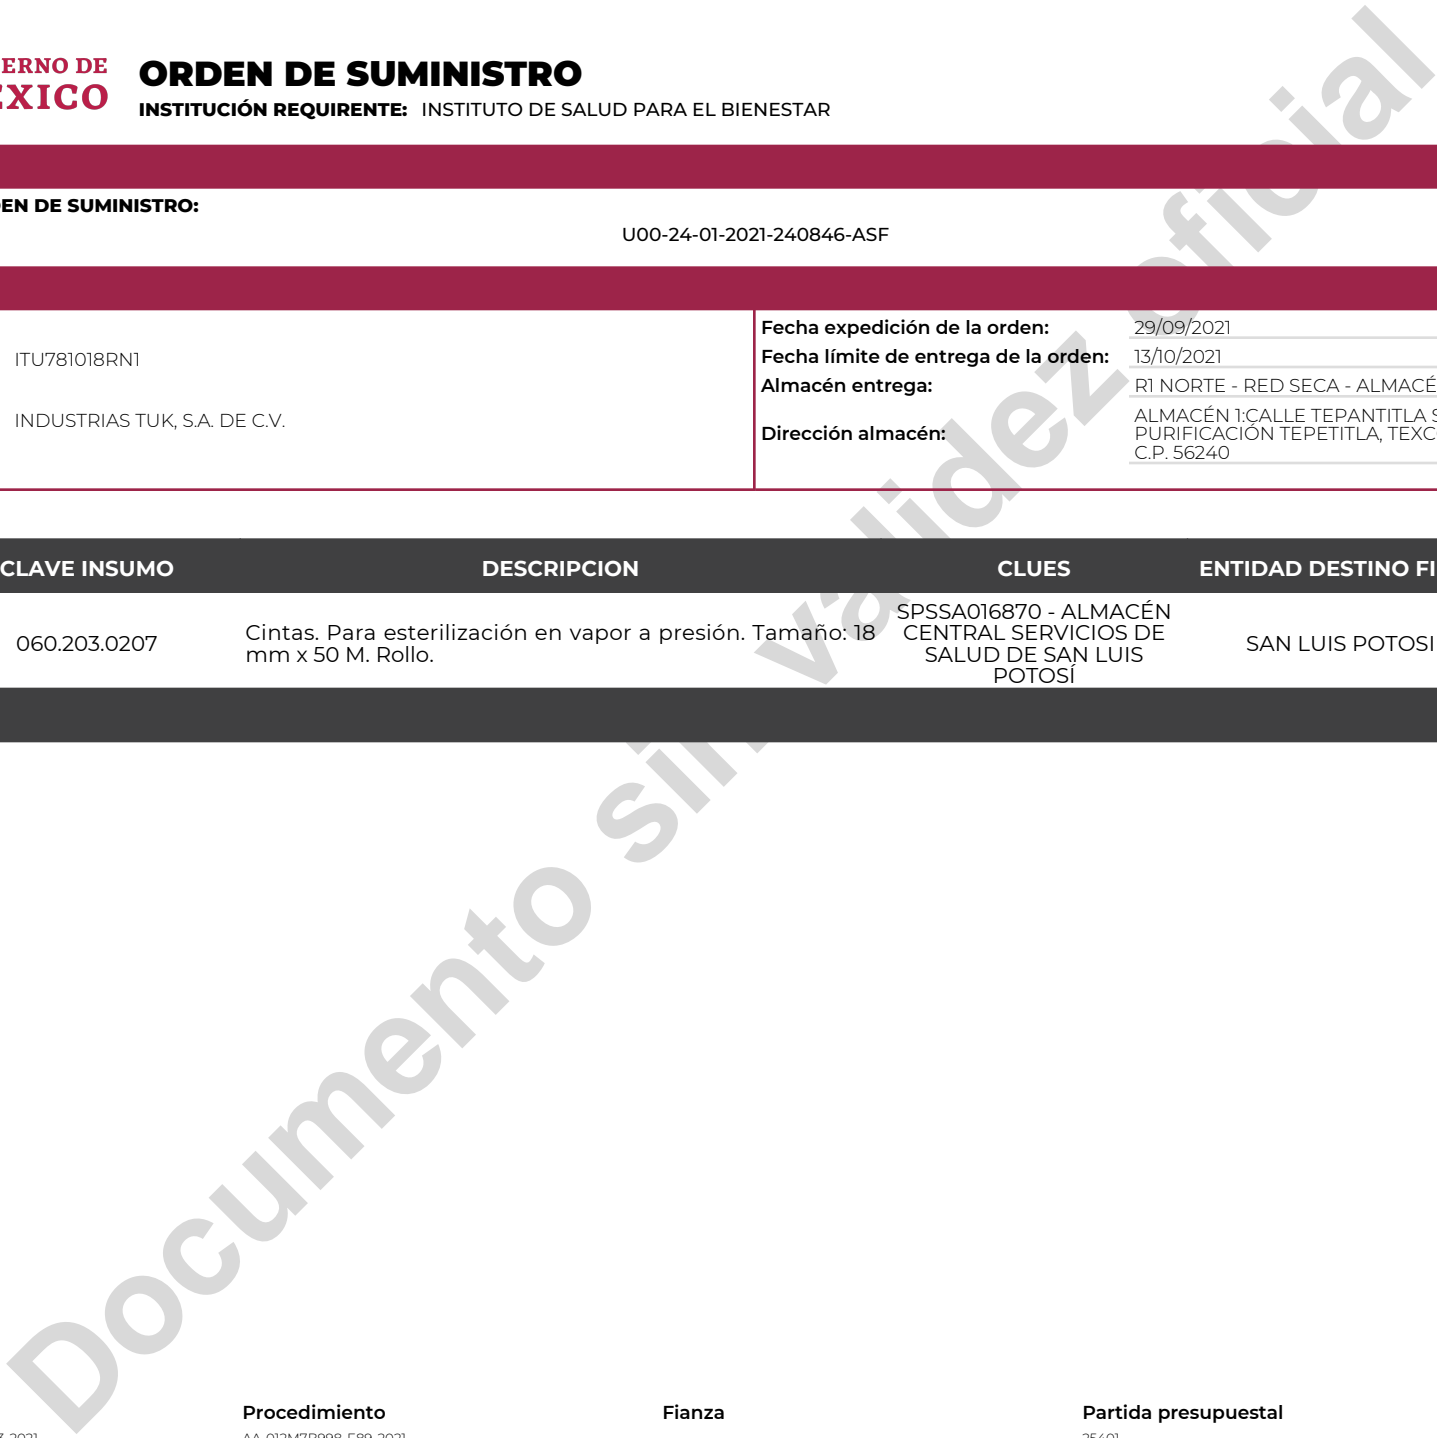 ERNO DE
EXICO
ORDEN DE SUMINISTRO
INSTITUCIÓN REQUIRENTE: INSTITUTO DE SALUD PARA EL BIENESTAR
EN DE SUMINISTRO:
U00-24-01-2021-240846-ASF
ITU781018RN1
INDUSTRIAS TUK, S.A. DE C.V.
Fecha expedición de la orden: 29/09/2021
Fecha límite de entrega de la orden: 13/10/2021
Almacén entrega: R1 NORTE - RED SECA - ALMACÉ
Dirección almacén: ALMACÉN 1:CALLE TEPANTITLA S
PURIFICACIÓN TEPETITLA, TEXC
C.P. 56240
CLAVE INSUMO DESCRIPCION CLUES ENTIDAD DESTINO FI
060.203.0207
Cintas. Para esterilización en vapor a presión. Tamaño: 18
mm x 50 M. Rollo.
SPSSA016870 - ALMACÉN
CENTRAL SERVICIOS DE
SALUD DE SAN LUIS
POTOSÍ
SAN LUIS POTOSI
Documento sin validez oficial
Procedimiento Fianza Partida presupuestal